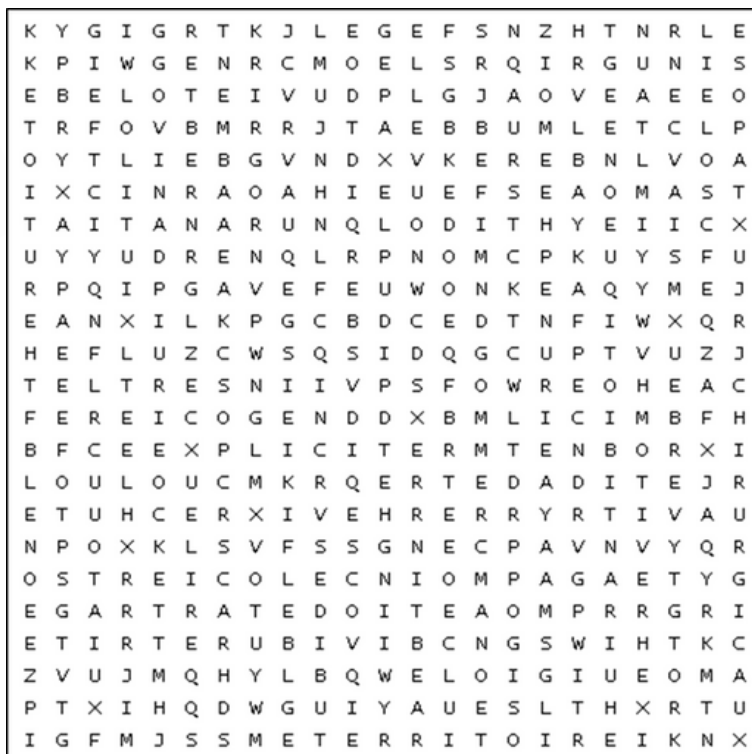 K Y G I G R T K J L E G E F S N Z H T N R L E
K P I W G E N R C M O E L S R Q I R G U N I S
E B E L O T E I V U D P L G J A O V E A E E O
T R F O V B M R R J T A E B B U M L E T C L P
O Y T L I E B G V N D X V K E R E B N L V O A
I X C I N R A O A H I E U E F S E A O M A S T
T A I T A N A R U N Q L O D I T H Y E I I C X
U Y Y U D R E N Q L R P N O M C P K U Y S F U
R P Q I P G A V E F E U W O N K E A Q Y M E J
E A N X I L K P G C B D C E D T N F I W X Q R
H E F L U Z C W S Q S I D Q G C U P T V U Z J
T E L T R E S N I I V P S F O W R E O H E A C
F E R E I C O G E N D D X B M L I C I M B F H
B F C E E X P L I C I T E R M T E N B O R X I
L O U L O U C M K R Q E R T E D A D I T E J R
E T U H C E R X I V E H R E R R Y R T I V A U
N P O X K L S V F S S G N E C P A V N V Y Q R
O S T R E I C O L E C N I O M P A G A E T Y G
E G A R T R A T E D O I T E A O M P R R G R I
E T I R T E R U B I V I B C N G S W I H T K C
Z V U J M Q H Y L B Q W E L O I G I U E O M A
P T X I H Q D W G U I Y A U E S L T H X R T U
I G F M J S S M E T E R R I T O I R E I K N X